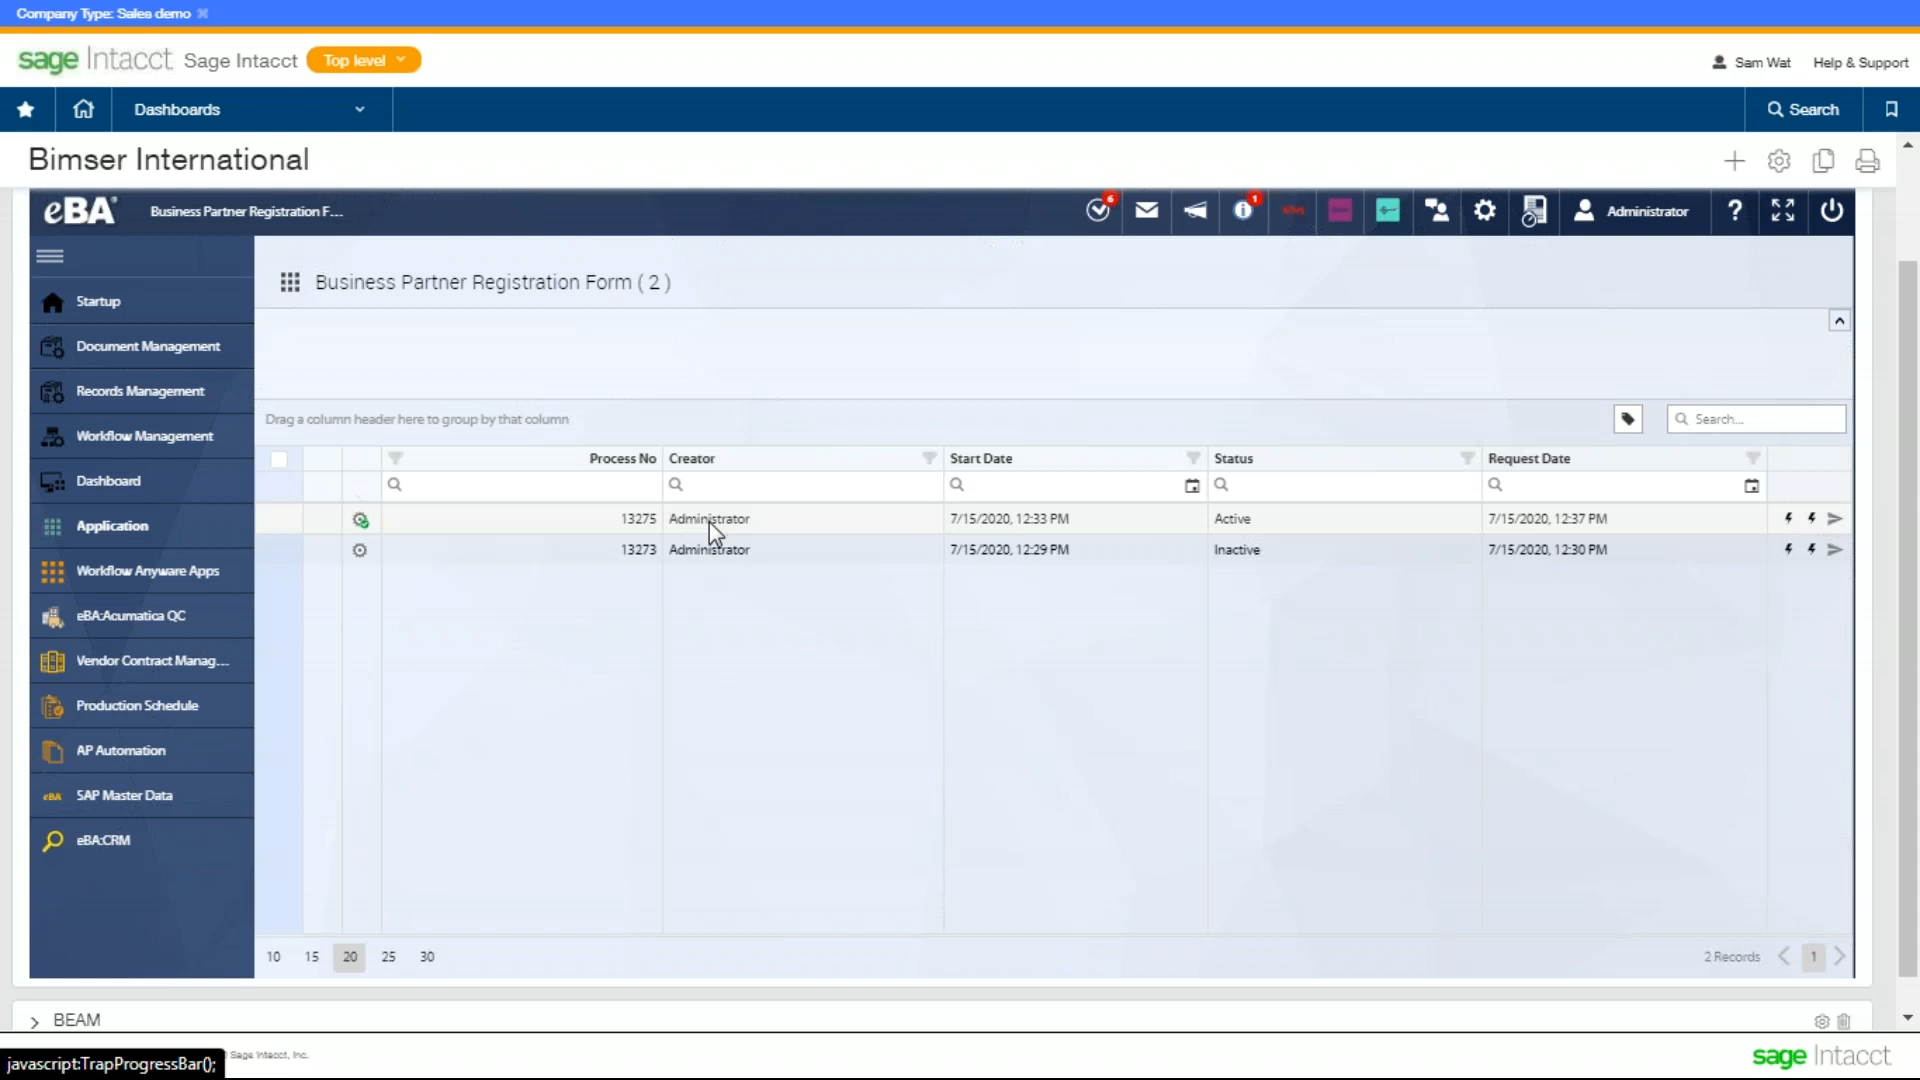 Company Type: Sales demo
sage Intacct Sage Intacct Top level Sam Wat Help & Support
Dashboards Search
Bimser International
eBA Business Partner Registration F... 6 1 Administrator ?
Business Partner Registration Form ( 2 )
Startup
Document Management
Records Management
Workflow Management
Dashboard
Application
Workflow Anyware Apps
eBA:Acumatica QC
Vendor Contract Manag...
Production Schedule
AP Automation
eBA SAP Master Data
eBA:CRM
Drag a column header here to group by that column Search...
Process No Creator Start Date Status Request Date
13275 Administrator 7/15/2020, 12:33 PM Active 7/15/2020, 12:37 PM
13273 Administrator 7/15/2020, 12:29 PM Inactive 7/15/2020, 12:30 PM
10 15 20 25 30 2 Records 1
BEAM
javascript:TrapProgressBar(); Sage Intacct, Inc. sage Intacct